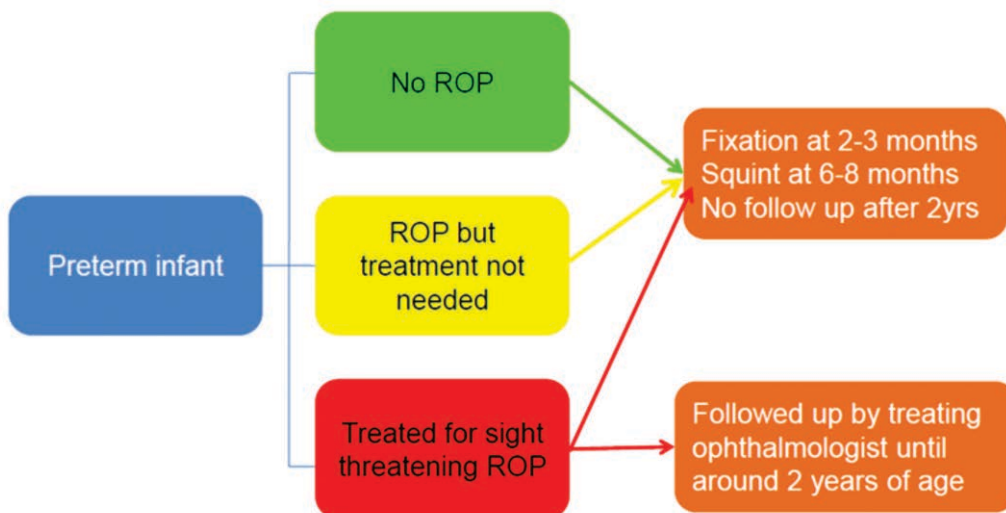 Preterm infant
No ROP
ROP but
treatment not
needed
Treated for sight
threatening ROP
Fixation at 2-3 months
Squint at 6-8 months
No follow up after 2yrs
Followed up by treating
ophthalmologist until
around 2 years of age